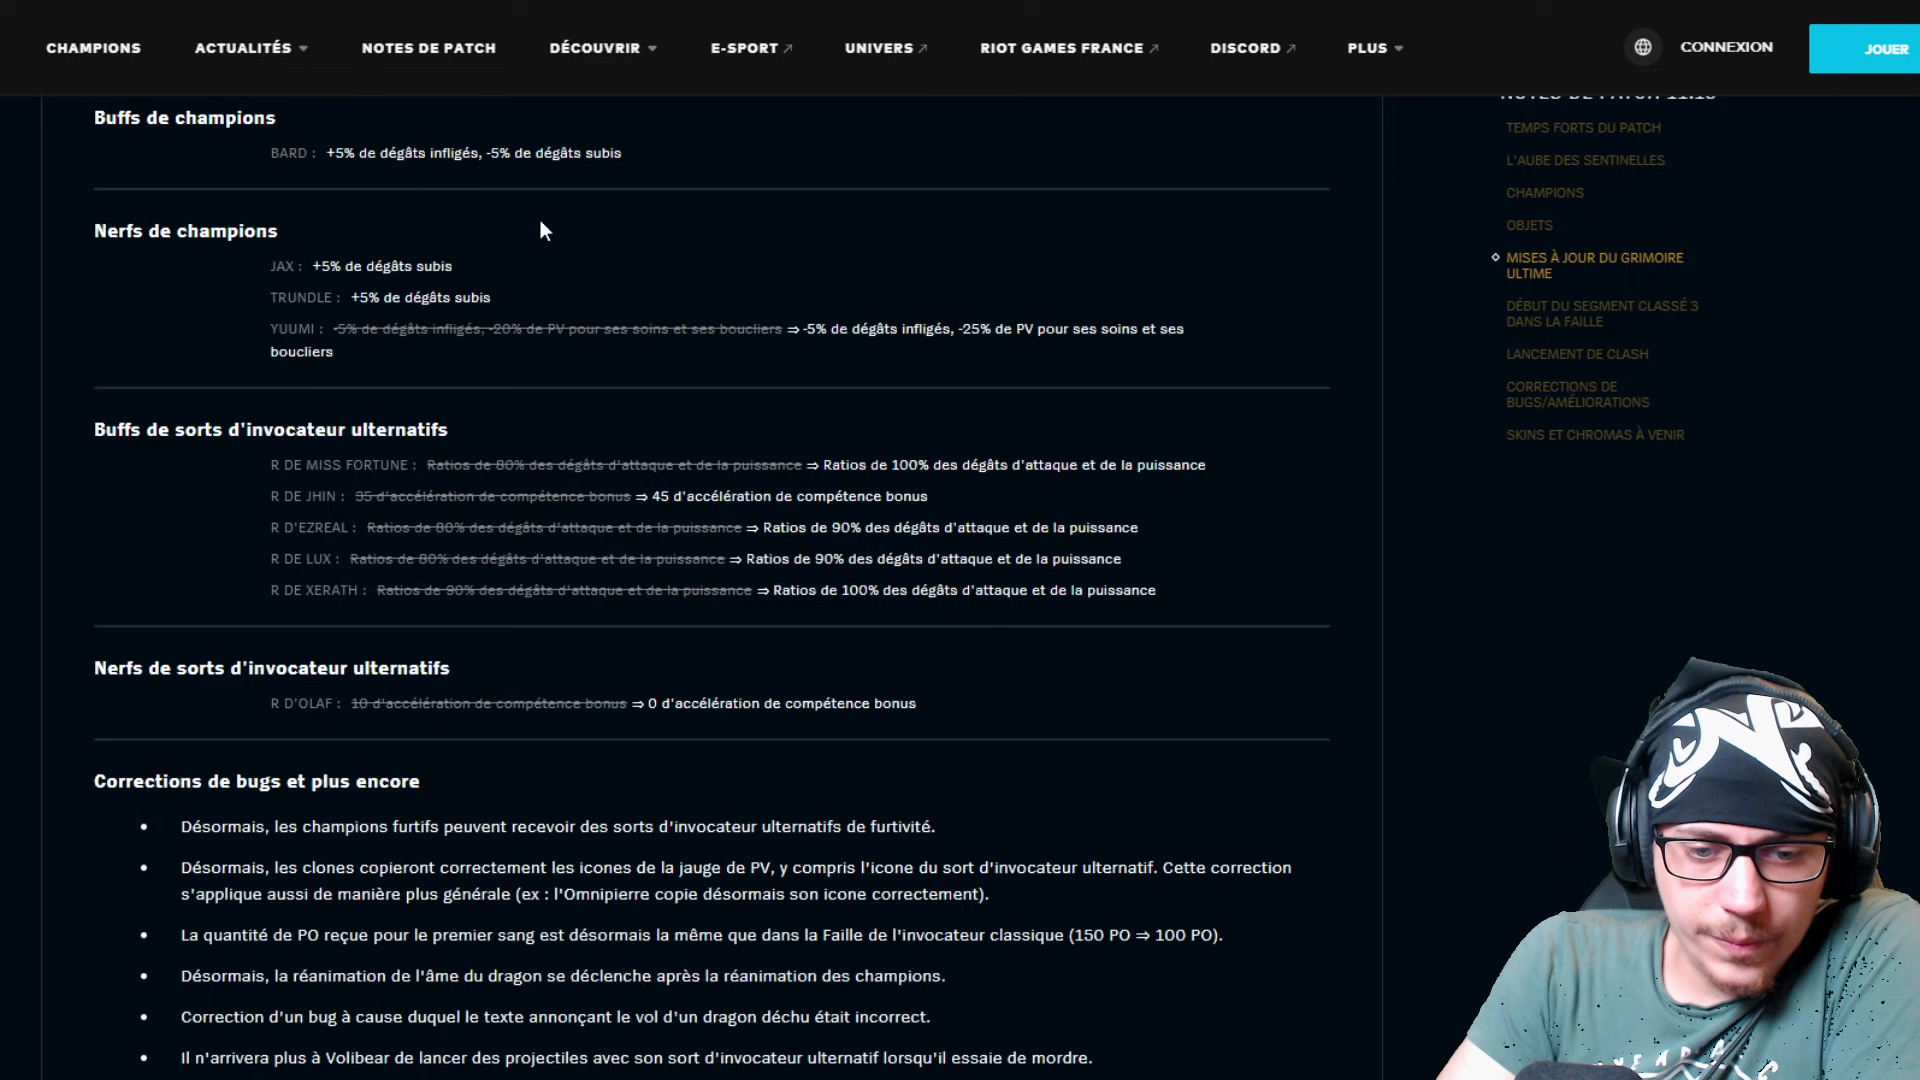 CHAMPIONS ACTUALITÉS NOTES DE PATCH DÉCOUVRIR E-SPORT UNIVERS RIOT GAMES FRANCE DISCORD PLUS CONNEXION JOUER
Buffs de champions
BARD : +5% de dégâts infligés, -5% de dégâts subis
Nerfs de champions
JAX : +5% de dégâts subis
TRUNDLE : +5% de dégâts subis
YUUMI : -5% de dégâts infligés, -20% de PV pour ses soins et ses boucliers ⇒ -5% de dégâts infligés, -25% de PV pour ses soins et ses
boucliers
Buffs de sorts d'invocateur ulternatifs
R DE MISS FORTUNE : Ratios de 80% des dégâts d'attaque et de la puissance ⇒ Ratios de 100% des dégâts d'attaque et de la puissance
R DE JHIN : 35 d'accélération de compétence bonus ⇒ 45 d'accélération de compétence bonus
R D'EZREAL : Ratios de 80% des dégâts d'attaque et de la puissance ⇒ Ratios de 90% des dégâts d'attaque et de la puissance
R DE LUX : Ratios de 80% des dégâts d'attaque et de la puissance ⇒ Ratios de 90% des dégâts d'attaque et de la puissance
R DE XERATH : Ratios de 90% des dégâts d'attaque et de la puissance ⇒ Ratios de 100% des dégâts d'attaque et de la puissance
Nerfs de sorts d'invocateur ulternatifs
R D'OLAF : 10 d'accélération de compétence bonus ⇒ 0 d'accélération de compétence bonus
Corrections de bugs et plus encore
• Désormais, les champions furtifs peuvent recevoir des sorts d'invocateur ulternatifs de furtivité.
• Désormais, les clones copieront correctement les icones de la jauge de PV, y compris l'icone du sort d'invocateur ulternatif. Cette correction
s'applique aussi de manière plus générale (ex : l'Omnipierre copie désormais son icone correctement).
• La quantité de PO reçue pour le premier sang est désormais la même que dans la Faille de l'invocateur classique (150 PO ⇒ 100 PO).
• Désormais, la réanimation de l'âme du dragon se déclenche après la réanimation des champions.
• Correction d'un bug à cause duquel le texte annonçant le vol d'un dragon déchu était incorrect.
• Il n'arrivera plus à Volibear de lancer des projectiles avec son sort d'invocateur ulternatif lorsqu'il essaie de mordre.
TEMPS FORTS DU PATCH
L'AUBE DES SENTINELLES
CHAMPIONS
OBJETS
MISES À JOUR DU GRIMOIRE
ULTIME
DÉBUT DU SEGMENT CLASSÉ 3
DANS LA FAILLE
LANCEMENT DE CLASH
CORRECTIONS DE
BUGS/AMÉLIORATIONS
SKINS ET CHROMAS À VENIR